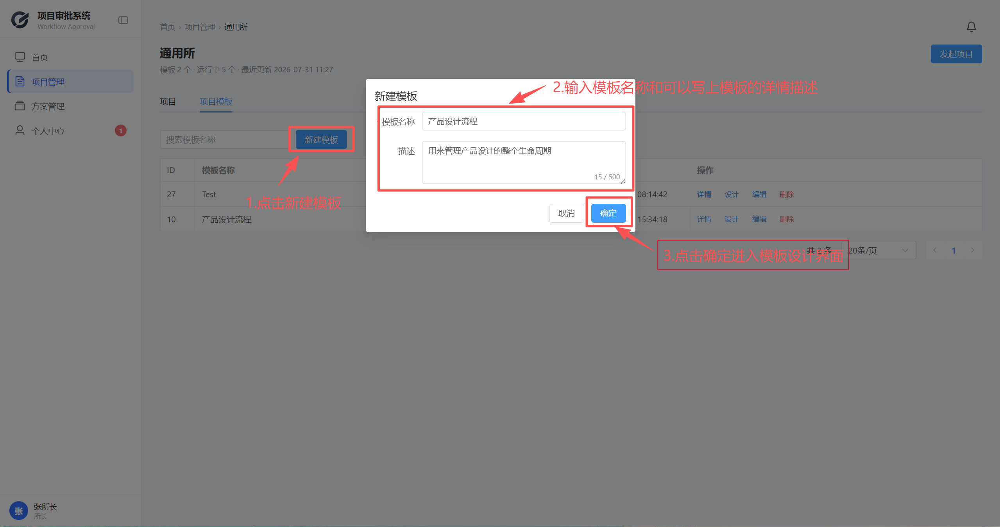 项目审批系统
Workflow Approval
首页
项目管理
方案管理
个人中心
1
首页 › 项目管理 › 通用所
通用所
模板 2 个 · 运行中 5 个 · 最近更新 2026-07-31 11:27
发起项目
项目
项目模板
搜索模板名称
新建模板
1.点击新建模板
ID
模板名称
操作
27
Test
08:14:42
详情
设计
编辑
删除
10
产品设计流程
15:34:18
详情
设计
编辑
删除
共 2 条
20条/页
1
新建模板
2.输入模板名称和可以写上模板的详情描述
* 模板名称
产品设计流程
描述
用来管理产品设计的整个生命周期
15 / 500
取消
确定
3.点击确定进入模板设计界面
张
张所长
所长